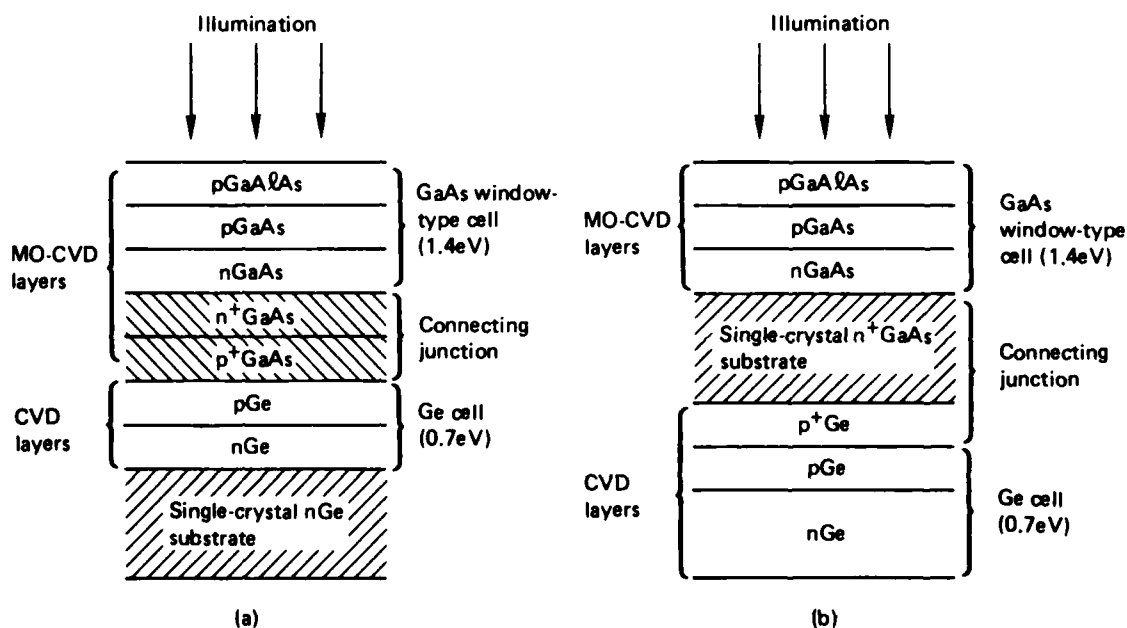 Illumination
pGaAℓAs
pGaAs
nGaAs
n⁺GaAs
p⁺GaAs
pGe
nGe
Single-crystal nGe
substrate
MO-CVD
layers
CVD
layers
GaAs window-
type cell
(1.4eV)
Connecting
junction
Ge cell
(0.7eV)
(a)
Illumination
pGaAℓAs
pGaAs
nGaAs
Single-crystal n⁺GaAs
substrate
p⁺Ge
pGe
nGe
MO-CVD
layers
CVD
layers
GaAs
window-type
cell (1.4eV)
Connecting
junction
Ge cell
(0.7eV)
(b)